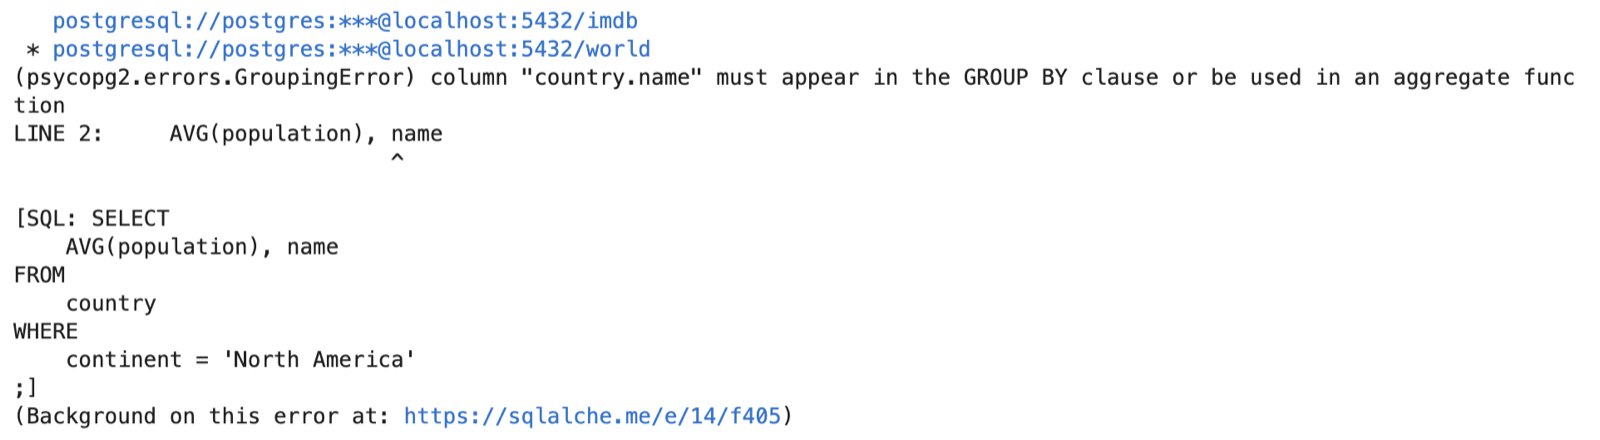 postgresql://postgres:***@localhost:5432/imdb
* postgresql://postgres:***@localhost:5432/world
(psycopg2.errors.GroupingError) column "country.name" must appear in the GROUP BY clause or be used in an aggregate func
tion
LINE 2:     AVG(population), name
^
[SQL: SELECT
    AVG(population), name
FROM
    country
WHERE
    continent = 'North America'
;]
(Background on this error at: https://sqlalche.me/e/14/f405)